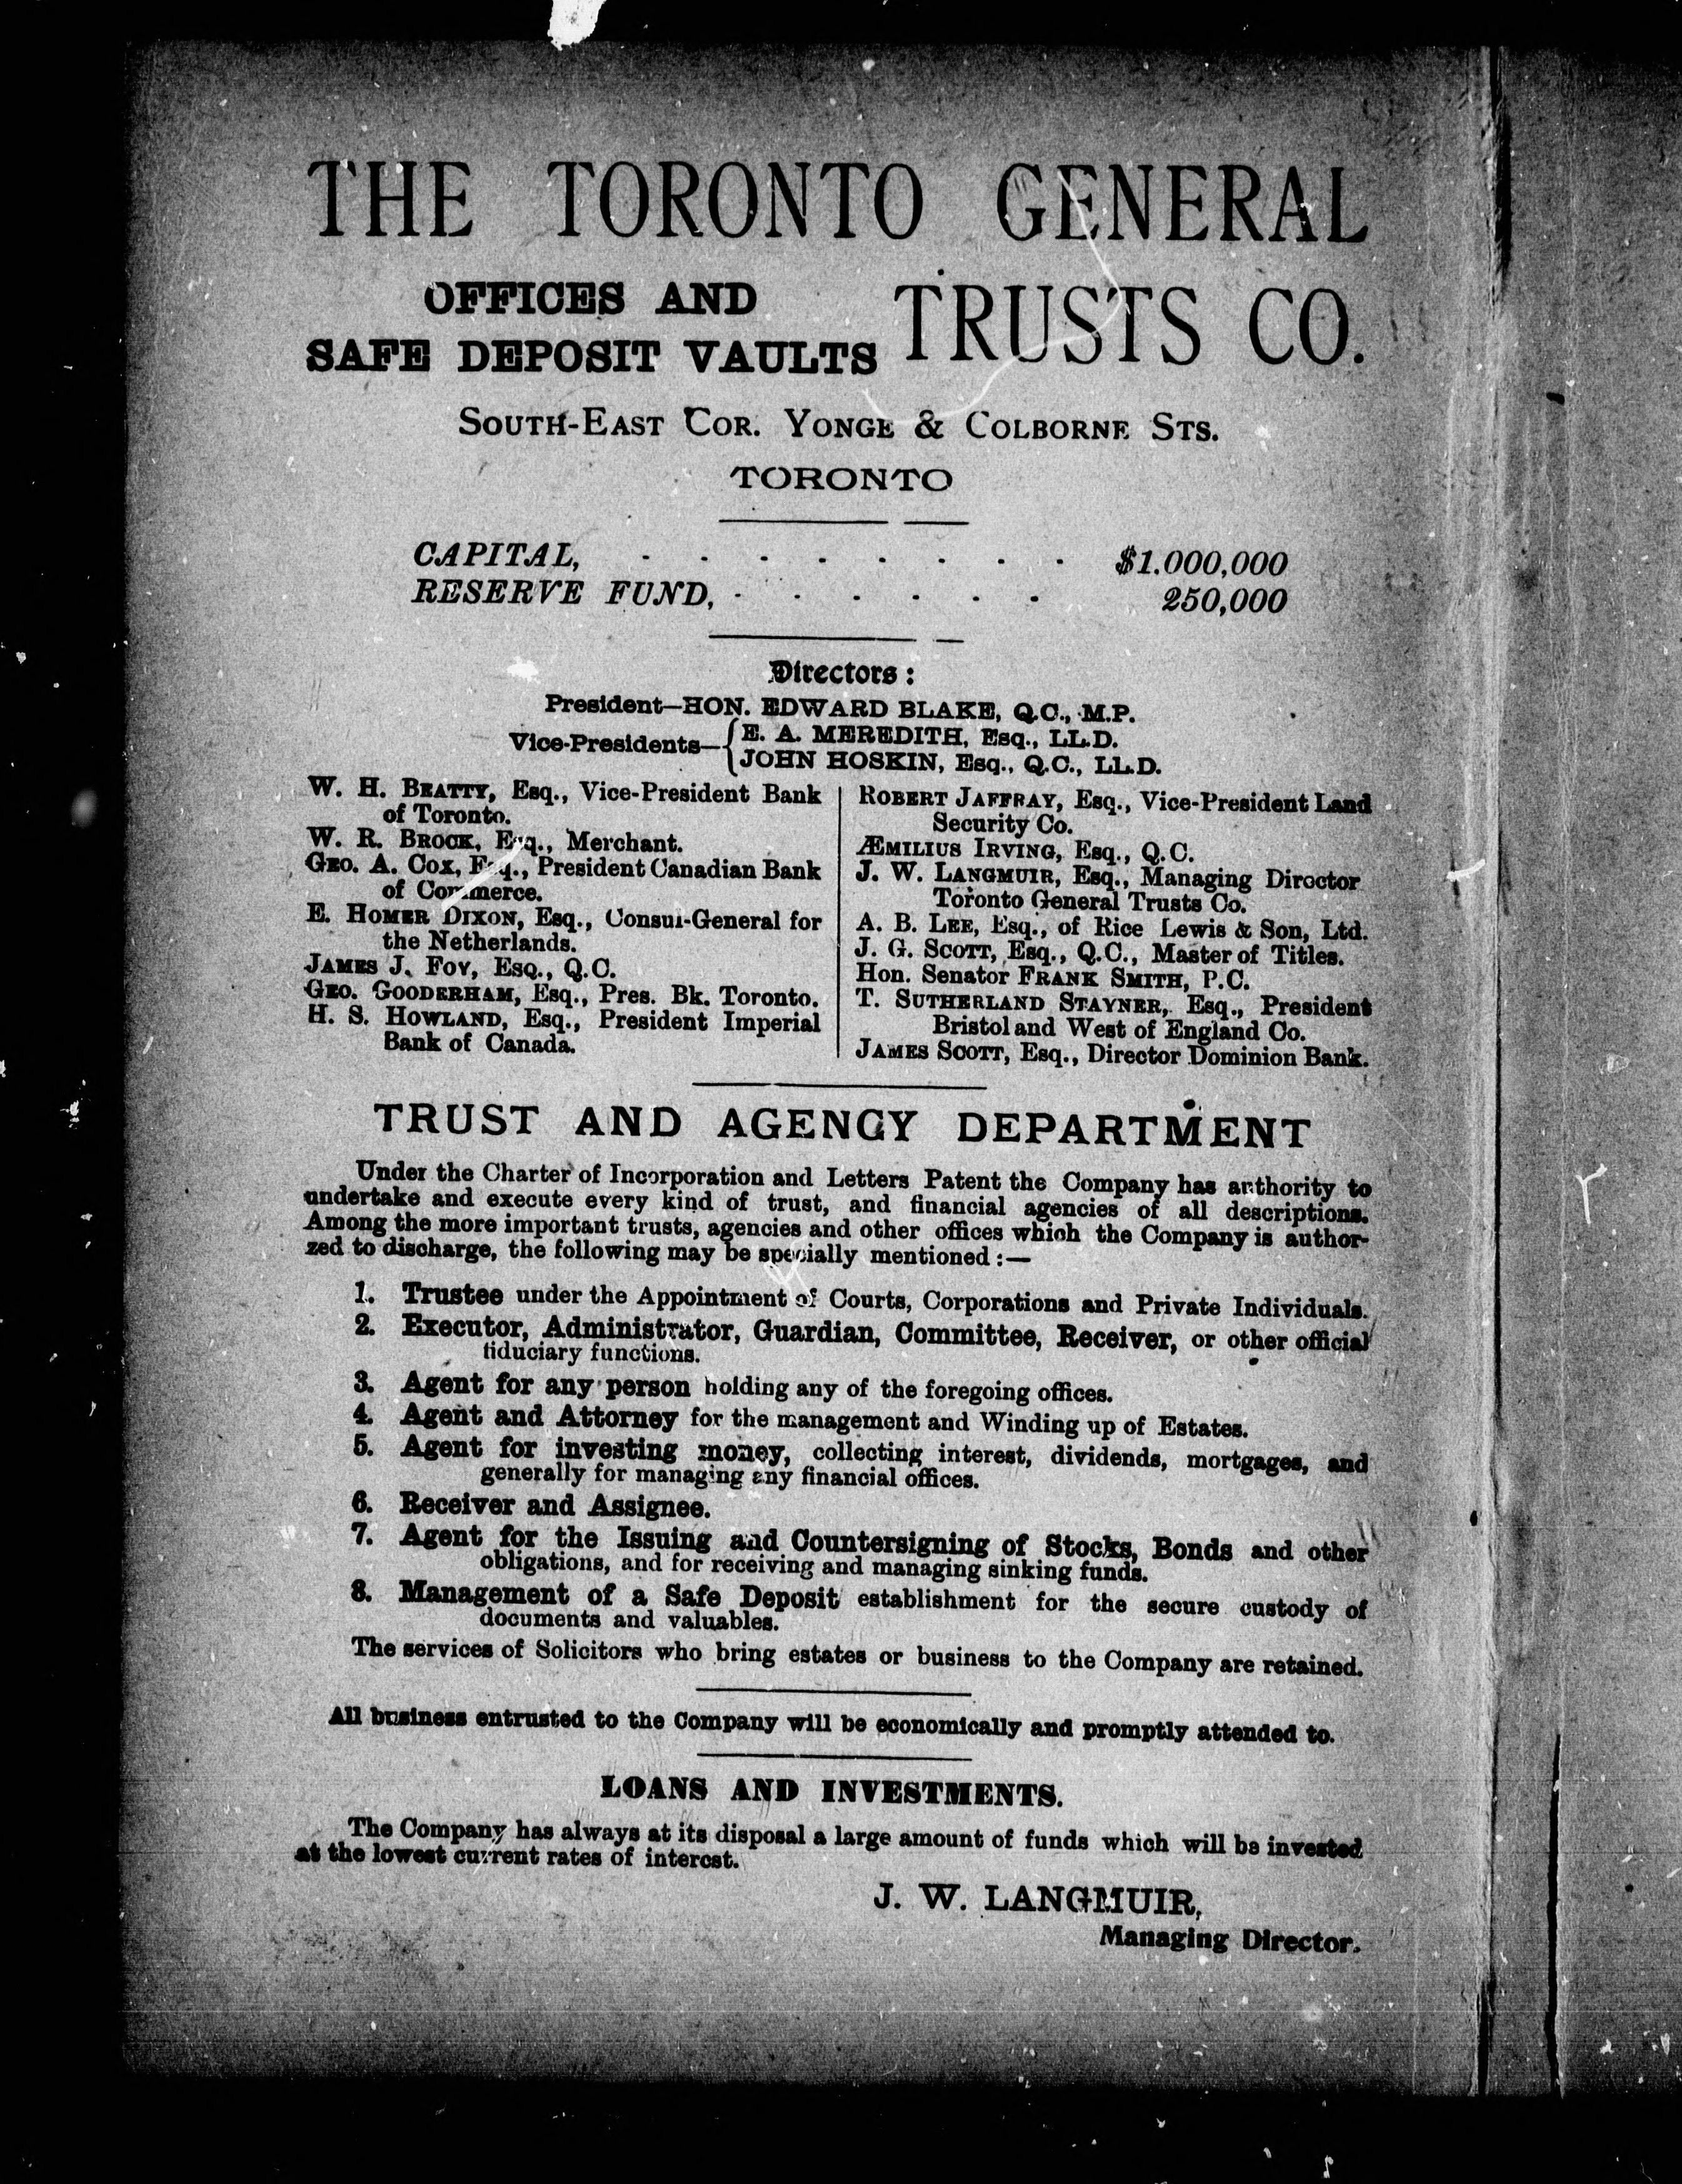 THE TORONTO GENERAL
OFFICES AND
SAFE DEPOSIT VAULTS
TRUSTS CO.
SOUTH-EAST COR. YONGE & COLBORNE STS.
TORONTO
CAPITAL, - - - - - - - - $1.000,000
RESERVE FUND, - - - - - - 250,000
Directors:
President—HON. EDWARD BLAKE, Q.C., M.P.
Vice-Presidents—{E. A. MEREDITH, Esq., LL.D.
JOHN HOSKIN, Esq., Q.C., LL.D.
W. H. BEATTY, Esq., Vice-President Bank
of Toronto.
W. R. BROCK, Esq., Merchant.
GEO. A. COX, Esq., President Canadian Bank
of Commerce.
E. HOMER DIXON, Esq., Consul-General for
the Netherlands.
JAMES J. FOY, ESQ., Q.C.
GEO. GOODERHAM, Esq., Pres. Bk. Toronto.
H. S. HOWLAND, Esq., President Imperial
Bank of Canada.
ROBERT JAFFRAY, Esq., Vice-President Land
Security Co.
ÆMILIUS IRVING, Esq., Q.C.
J. W. LANGMUIR, Esq., Managing Director
Toronto General Trusts Co.
A. B. LEE, Esq., of Rice Lewis & Son, Ltd.
J. G. SCOTT, Esq., Q.C., Master of Titles.
Hon. Senator FRANK SMITH, P.C.
T. SUTHERLAND STAYNER, Esq., President
Bristol and West of England Co.
JAMES SCOTT, Esq., Director Dominion Bank.
TRUST AND AGENCY DEPARTMENT
Under the Charter of Incorporation and Letters Patent the Company has authority to
undertake and execute every kind of trust, and financial agencies of all descriptions.
Among the more important trusts, agencies and other offices which the Company is author-
zed to discharge, the following may be specially mentioned :—
1. Trustee under the Appointment of Courts, Corporations and Private Individuals.
2. Executor, Administrator, Guardian, Committee, Receiver, or other official
fiduciary functions.
3. Agent for any person holding any of the foregoing offices.
4. Agent and Attorney for the management and Winding up of Estates.
5. Agent for investing money, collecting interest, dividends, mortgages, and
generally for managing any financial offices.
6. Receiver and Assignee.
7. Agent for the Issuing and Countersigning of Stocks, Bonds and other
obligations, and for receiving and managing sinking funds.
8. Management of a Safe Deposit establishment for the secure custody of
documents and valuables.
The services of Solicitors who bring estates or business to the Company are retained.
All business entrusted to the Company will be economically and promptly attended to.
LOANS AND INVESTMENTS.
The Company has always at its disposal a large amount of funds which will be invested
at the lowest current rates of interest.
J. W. LANGMUIR,
Managing Director.